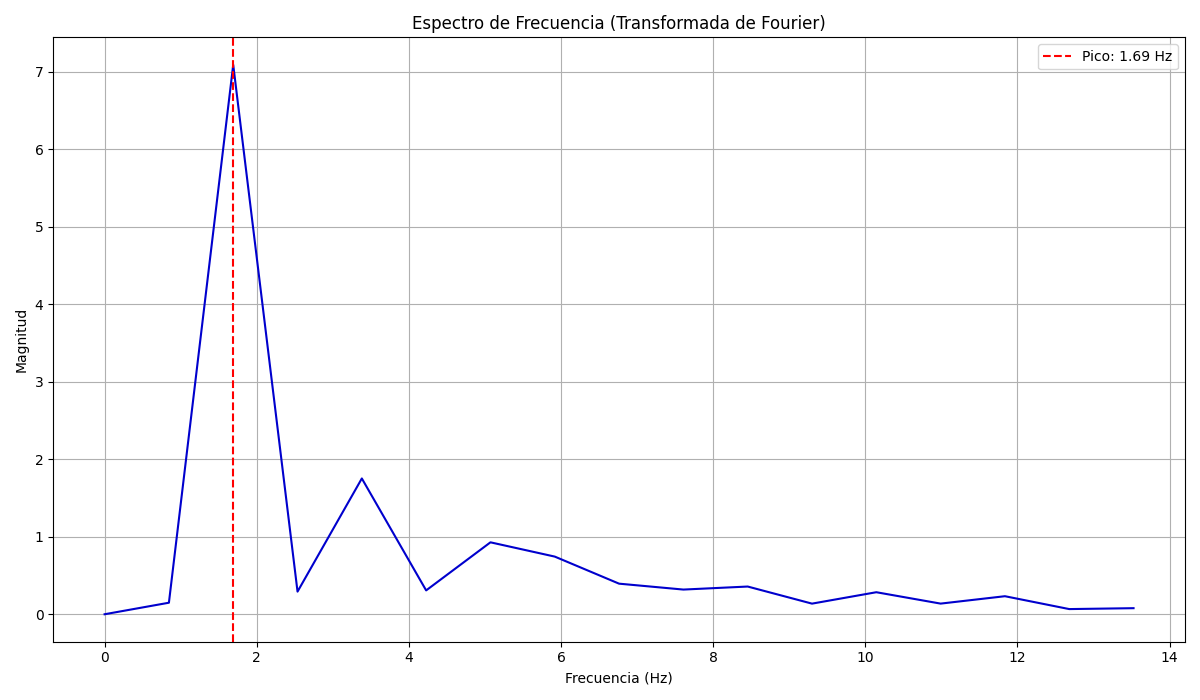 Espectro de Frecuencia (Transformada de Fourier)
Pico: 1.69 Hz
Magnitud
7
6
5
4
3
2
1
0
0 2 4 6 8 10 12 14
Frecuencia (Hz)